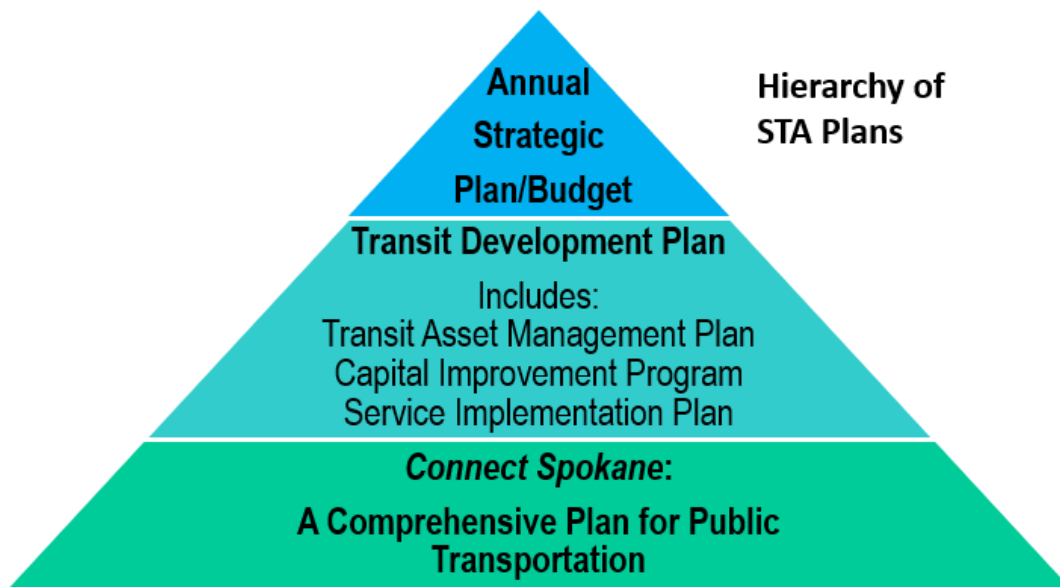 Annual
Strategic
Plan/Budget
Hierarchy of
STA Plans
Transit Development Plan
Includes:
Transit Asset Management Plan
Capital Improvement Program
Service Implementation Plan
Connect Spokane:
A Comprehensive Plan for Public
Transportation